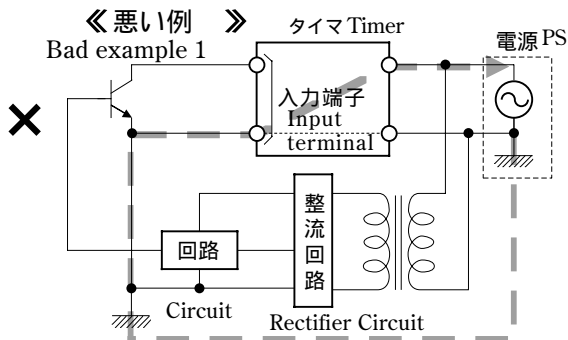 《悪い例 》
Bad example 1
タイマ Timer
電源 PS
入力端子
Input
terminal
整流回路
回路
Circuit
Rectifier Circuit